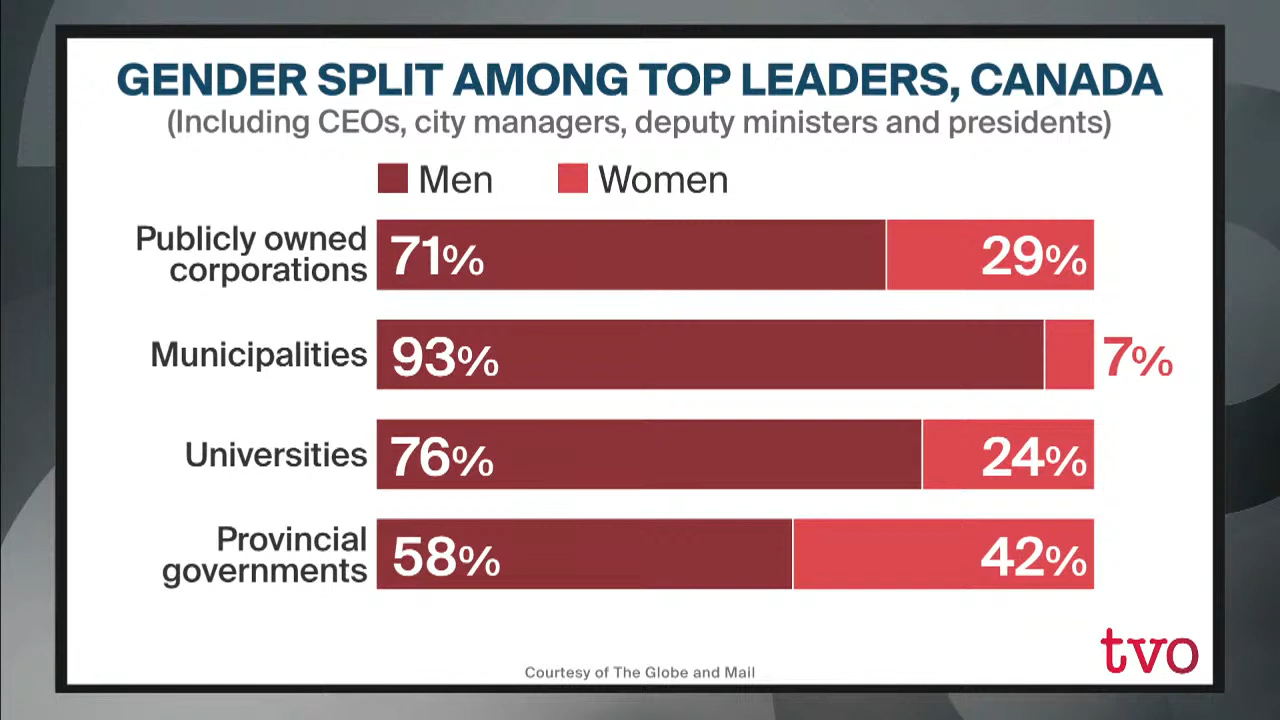 GENDER SPLIT AMONG TOP LEADERS, CANADA
(Including CEOs, city managers, deputy ministers and presidents)
Men Women
Publicly owned
corporations
71% 29%
Municipalities 93% 7%
Universities 76% 24%
Provincial
governments
58% 42%
tvo
Courtesy of The Globe and Mail